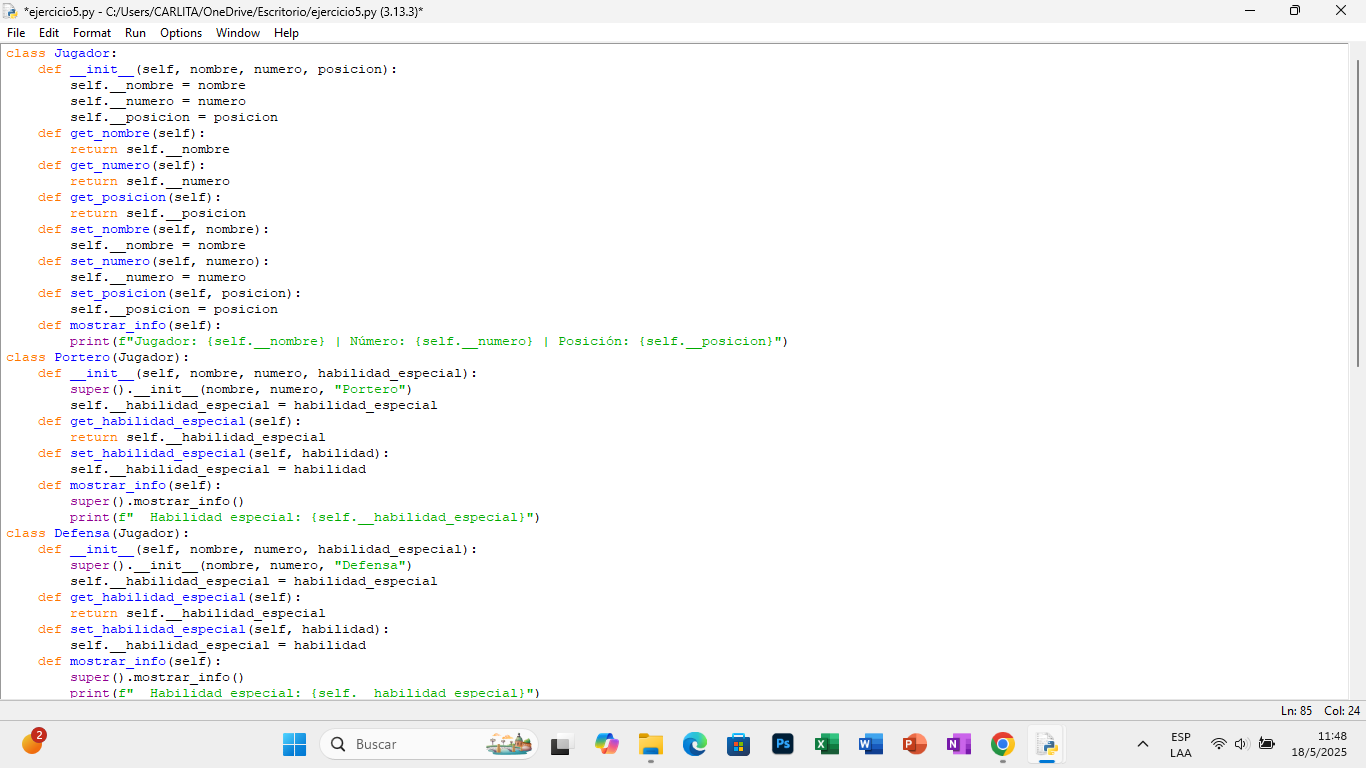 *ejercicio5.py - C:/Users/CARLITA/OneDrive/Escritorio/ejercicio5.py (3.13.3)*
File Edit Format Run Options Window Help
class Jugador:
    def __init__(self, nombre, numero, posicion):
        self.__nombre = nombre
        self.__numero = numero
        self.__posicion = posicion
    def get_nombre(self):
        return self.__nombre
    def get_numero(self):
        return self.__numero
    def get_posicion(self):
        return self.__posicion
    def set_nombre(self, nombre):
        self.__nombre = nombre
    def set_numero(self, numero):
        self.__numero = numero
    def set_posicion(self, posicion):
        self.__posicion = posicion
    def mostrar_info(self):
        print(f"Jugador: {self.__nombre} | Número: {self.__numero} | Posición: {self.__posicion}")
class Portero(Jugador):
    def __init__(self, nombre, numero, habilidad_especial):
        super().__init__(nombre, numero, "Portero")
        self.__habilidad_especial = habilidad_especial
    def get_habilidad_especial(self):
        return self.__habilidad_especial
    def set_habilidad_especial(self, habilidad):
        self.__habilidad_especial = habilidad
    def mostrar_info(self):
        super().mostrar_info()
        print(f"  Habilidad especial: {self.__habilidad_especial}")
class Defensa(Jugador):
    def __init__(self, nombre, numero, habilidad_especial):
        super().__init__(nombre, numero, "Defensa")
        self.__habilidad_especial = habilidad_especial
    def get_habilidad_especial(self):
        return self.__habilidad_especial
    def set_habilidad_especial(self, habilidad):
        self.__habilidad_especial = habilidad
    def mostrar_info(self):
        super().mostrar_info()
        print(f"  Habilidad especial: {self.__habilidad_especial}")
Ln: 85 Col: 24
2
Buscar
Ps
ESP
LAA
11:48
18/5/2025